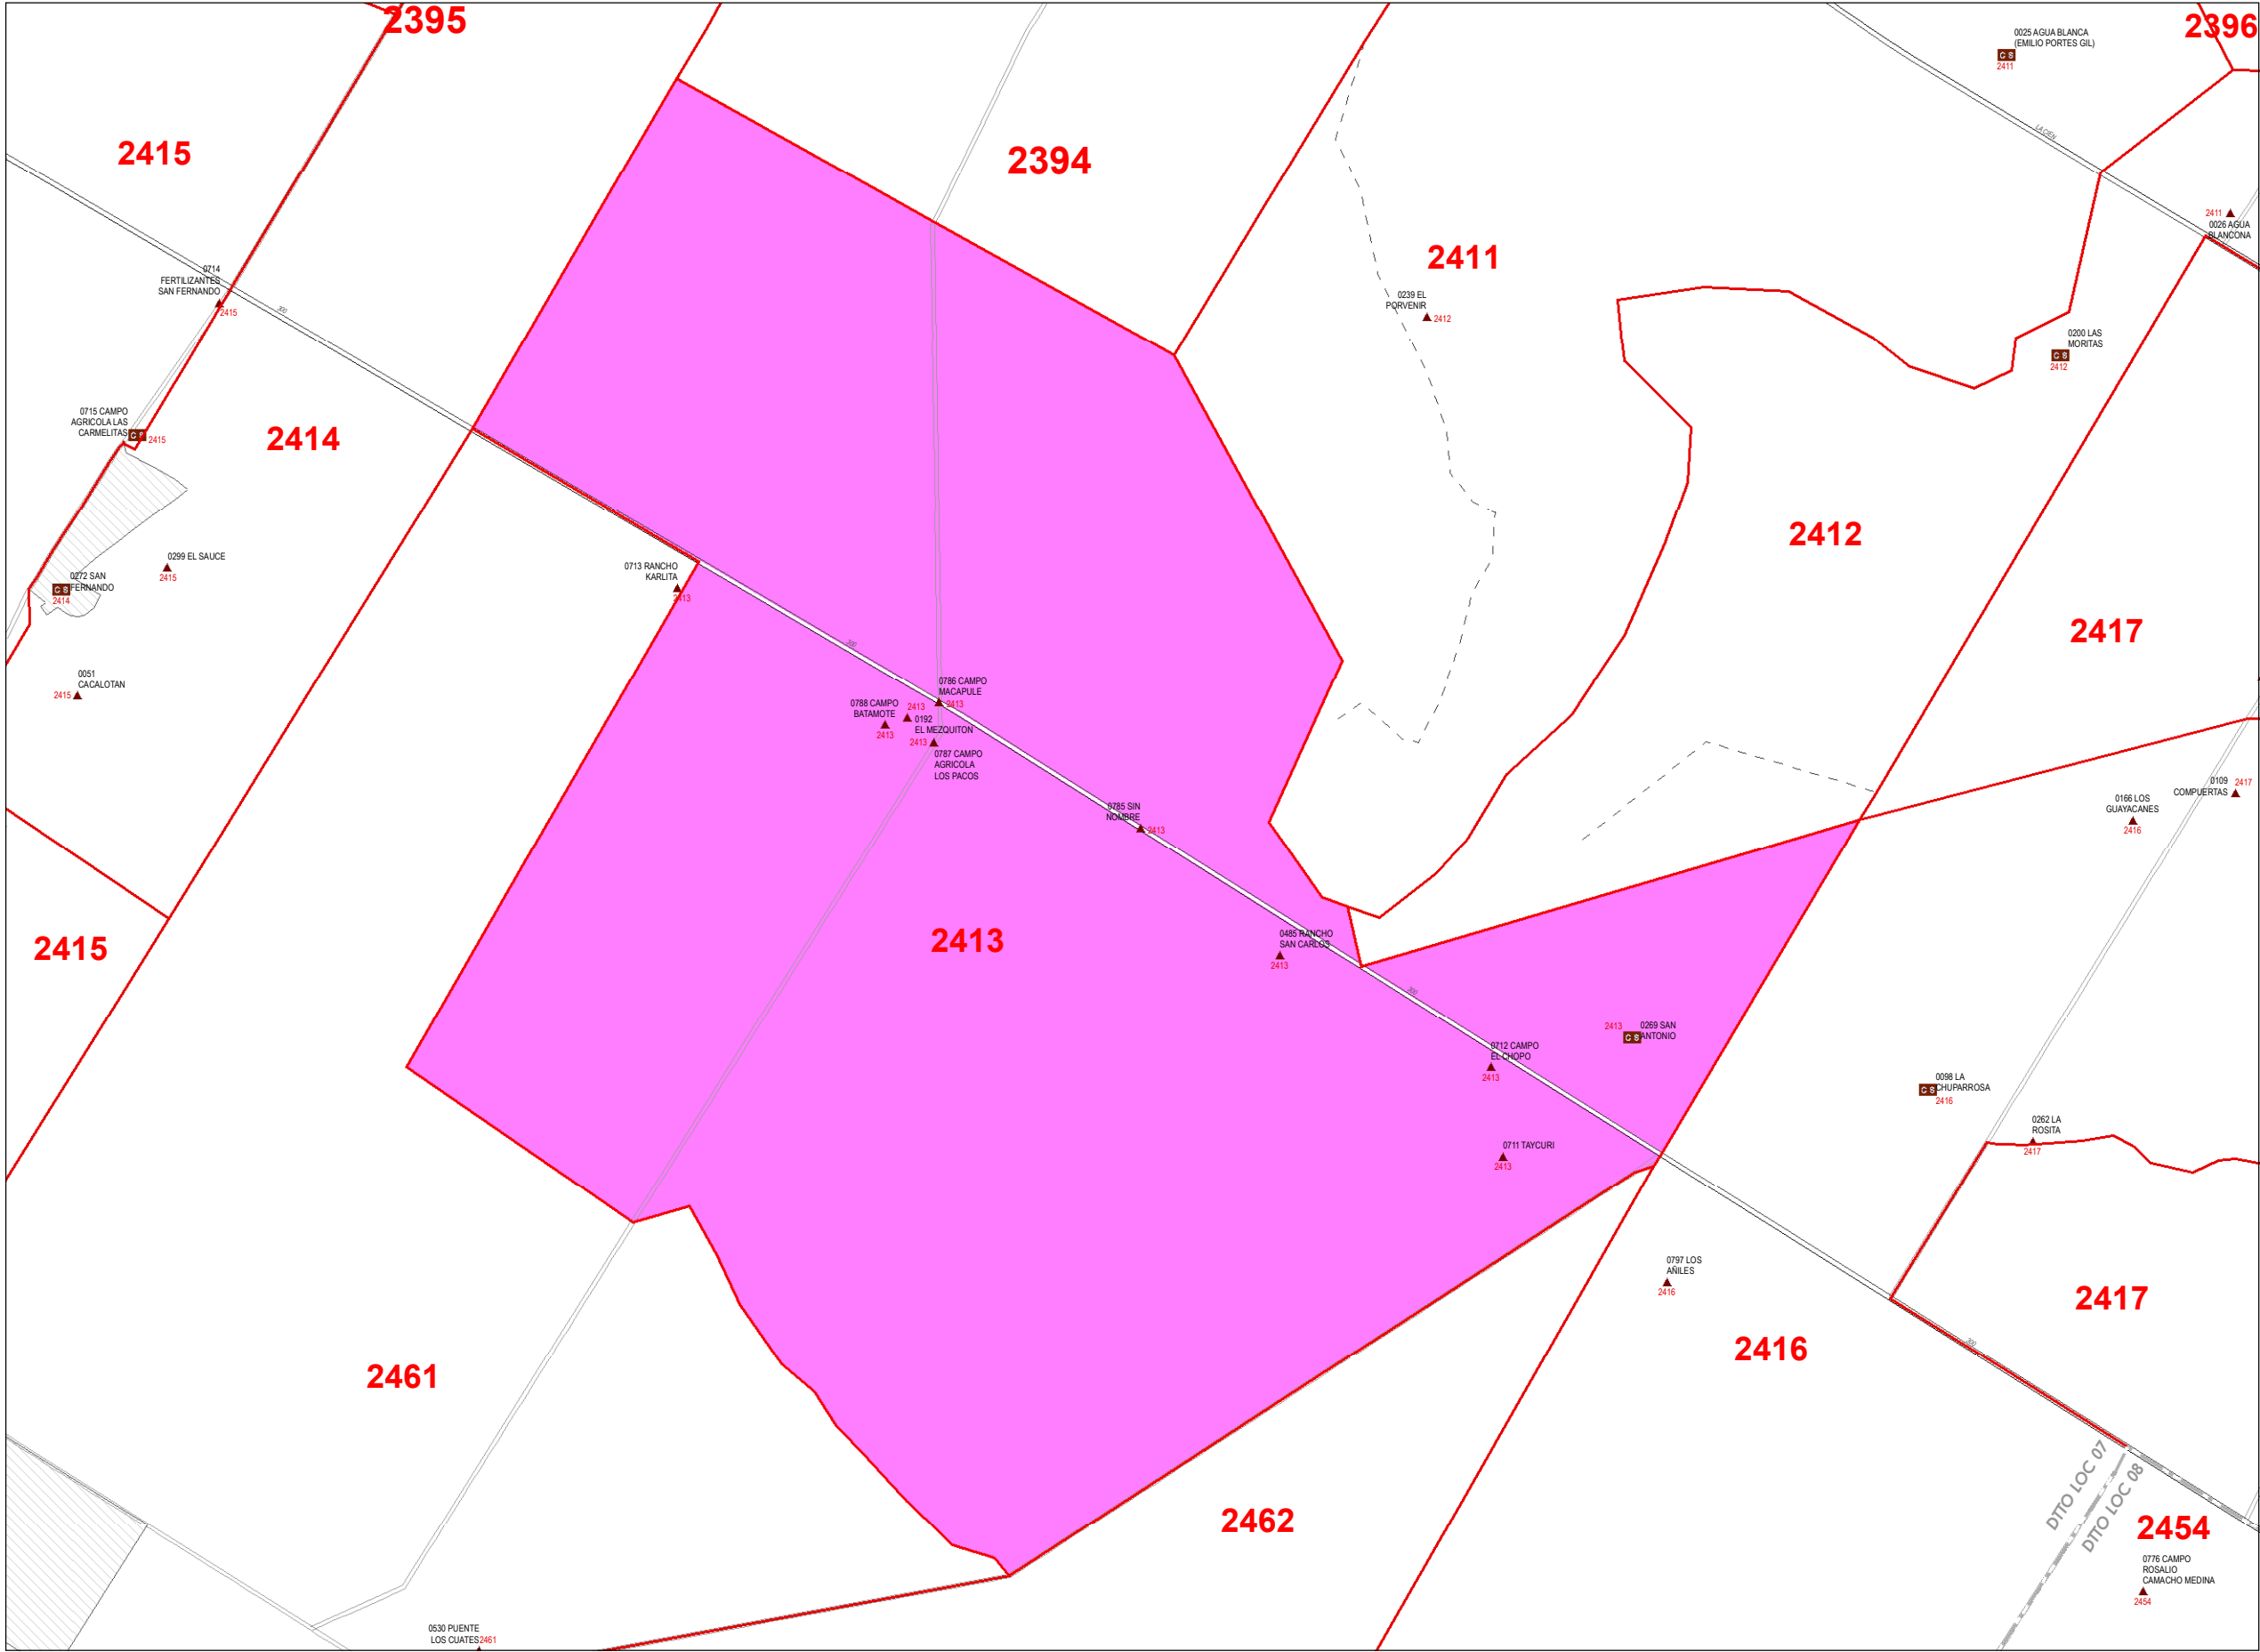 2395
2396
0025 AGUA BLANCA
(EMILIO PORTES GIL)
C S
2411
2415
2394
LA CIEN
2411
0026 AGUA
BLANCONA
2411
0714
FERTILIZANTES
SAN FERNANDO
2415
300
0239 EL
PORVENIR
2412
0200 LAS
MORITAS
C S
2412
0715 CAMPO
AGRICOLA LAS
CARMELITAS
C S
2415
2414
2412
0299 EL SAUCE
2415
0272 SAN
FERNANDO
C S
2414
0713 RANCHO
KARLITA
2413
300
2417
0051
CACALOTAN
2415
0786 CAMPO
MACAPULE
2413
0788 CAMPO
BATAMOTE
2413
2413
0192
EL MEZQUITON
2413
0787 CAMPO
AGRICOLA
LOS PACOS
0109
COMPUERTAS
2417
0166 LOS
GUAYACANES
2416
0785 SIN
NOMBRE
2413
2415
2413
0485 RANCHO
SAN CARLOS
2413
300
2413
C S
0269 SAN
ANTONIO
0712 CAMPO
EL CHOPO
2413
0098 LA
CHUPARROSA
C S
2416
0262 LA
ROSITA
2417
0711 TAYCURI
2413
0797 LOS
AÑILES
2416
2417
2416
300
2461
2462
DTTO LOC 07
DTTO LOC 08
2454
0776 CAMPO
ROSALIO
CAMACHO MEDINA
2454
0530 PUENTE
LOS CUATES
2461